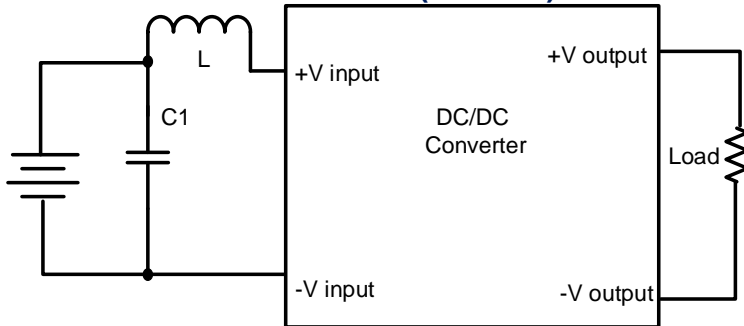 L
+V input
+V output
C1
DC/DC
Converter
Load
-V input
-V output